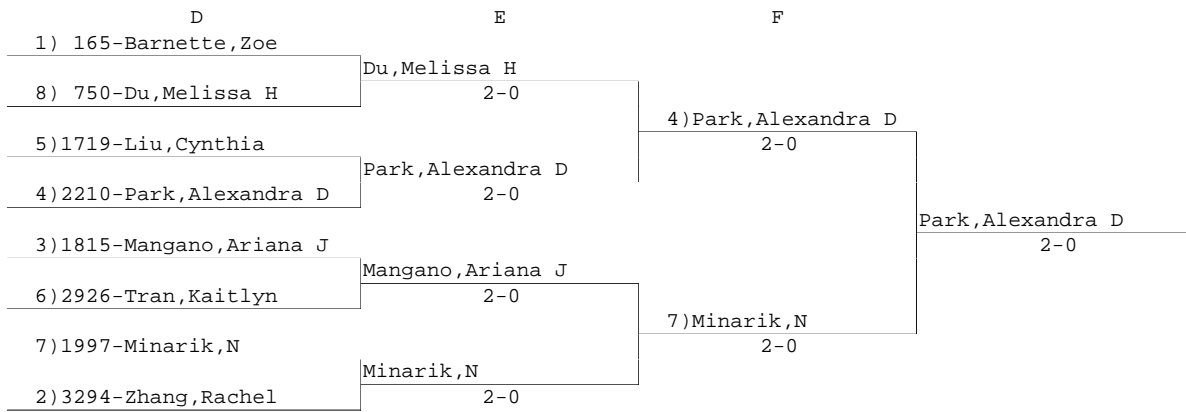 D E F
1) 165-Barnette,Zoe
Du,Melissa H
8) 750-Du,Melissa H 2-0
4)Park,Alexandra D
5)1719-Liu,Cynthia 2-0
Park,Alexandra D
4)2210-Park,Alexandra D 2-0
Park,Alexandra D
3)1815-Mangano,Ariana J 2-0
Mangano,Ariana J
6)2926-Tran,Kaitlyn 2-0
7)Minarik,N
7)1997-Minarik,N 2-0
Minarik,N
2)3294-Zhang,Rachel 2-0